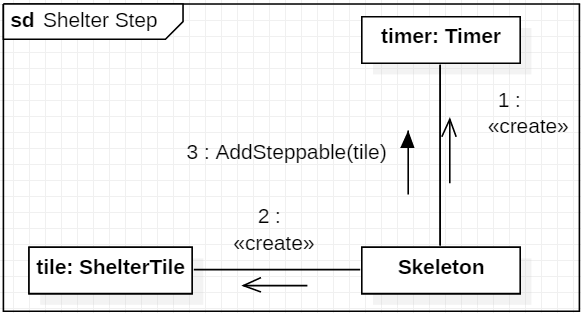 sd Shelter Step
timer: Timer
1 :
«create»
3 : AddSteppable(tile)
2 :
«create»
tile: ShelterTile
Skeleton